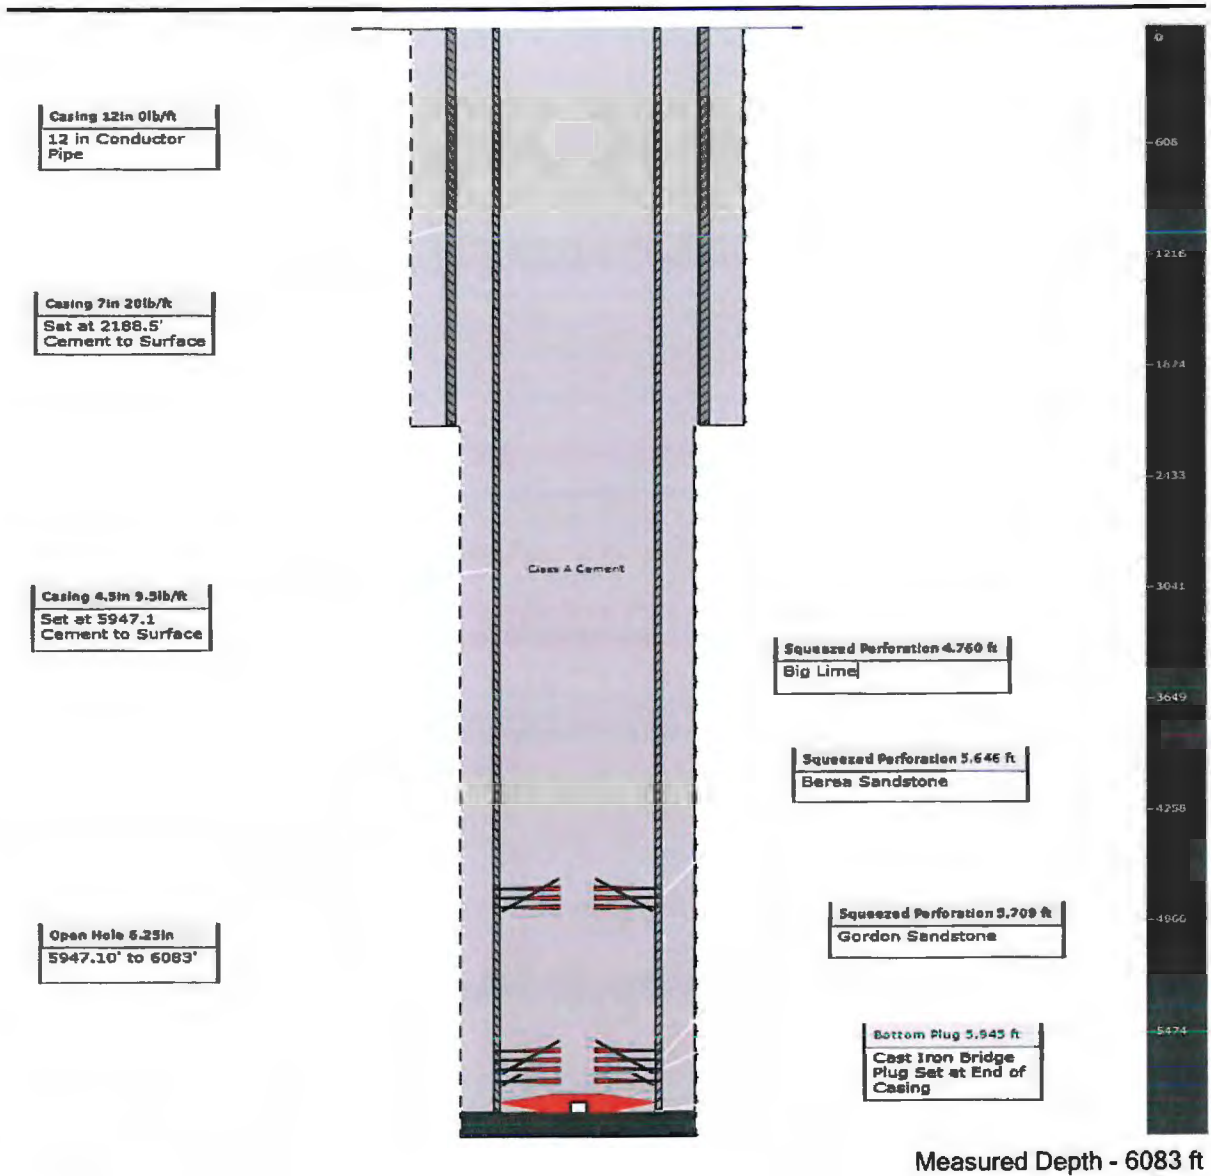 Casing 12in 0lb/ft
12 in Conductor
Pipe
Casing 7in 20lb/ft
Set at 2188.5'
Cement to Surface
Casing 4.5in 9.5lb/ft
Set at 5947.1
Cement to Surface
Open Hole 6.25in
5947.10' to 6083'
Class A Cement
Squeezed Perforation 4.760 ft
Big Lime
Squeezed Perforation 5.646 ft
Berea Sandstone
Squeezed Perforation 5.709 ft
Gordon Sandstone
Bottom Plug 5.945 ft
Cast Iron Bridge
Plug Set at End of
Casing
0
608
1216
1824
2433
3041
3649
4258
4866
5474
Measured Depth - 6083 ft